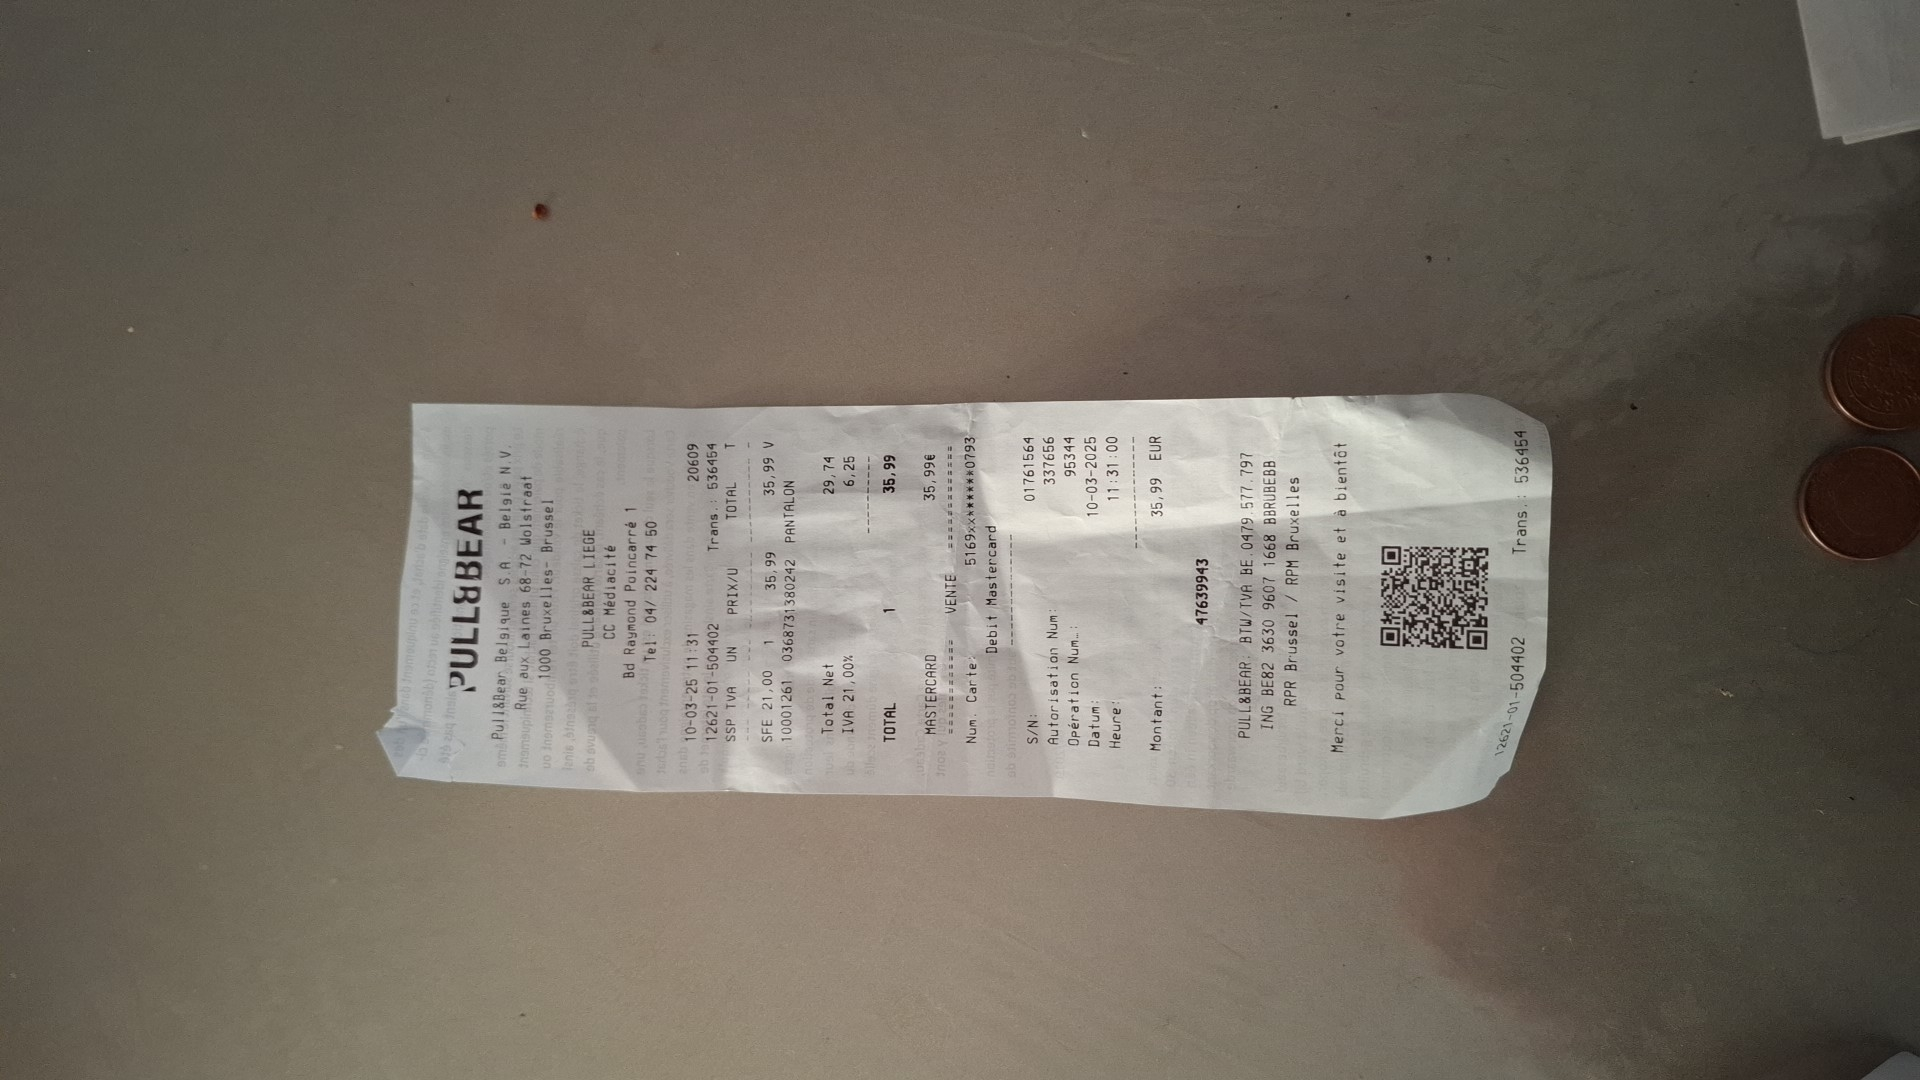 PULL&BEAR
Pull&Bear Belgique S.A - België N.V.
Rue aux Laines 68-72 Wolstraat
1000 Bruxelles- Brussel
PULL&BEAR LIEGE
CC Médiacité
Bd Raymond Poincarré 1
Tèl: 04/ 224 74 50
10-03-25 11:31 20609
12621-01-504402 Trans.: 536454
SSP TVA UN PRIX/U TOTAL T
SFE 21,00 1 35,99 35,99 V
10001261 0368731380242 PANTALON
Total Net 29,74
IVA 21,00% 6,25
TOTAL 1 35,99
MASTERCARD 35,99€
=========== VENTE ===========
Num. Carte: 5169xx******0793
Debit Mastercard
S/N: 01761564
Autorisation Num: 337656
Opération Num.: 95344
Datum: 10-03-2025
Heure: 11:31:00
Montant: 35,99 EUR
47639943
PULL&BEAR. BTW/TVA BE.0479.577.797
ING BE82 3630 9607 1668 BBRUBEBB
RPR Brussel / RPM Bruxelles
Merci pour votre visite et à bientôt
12621-01-504402 Trans.: 536454